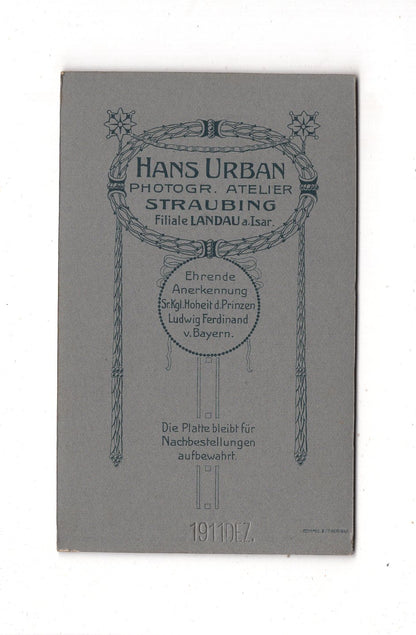 HANS URBAN
PHOTOGR. ATELIER
STRAUBING
Filiale LANDAU a. Isar.
Ehrende
Anerkennung
Sr. Kgl. Hoheit d. Prinzen
Ludwig Ferdinand
v. Bayern.
Die Platte bleibt für
Nachbestellungen
aufbewahrt.
1911 DEZ.